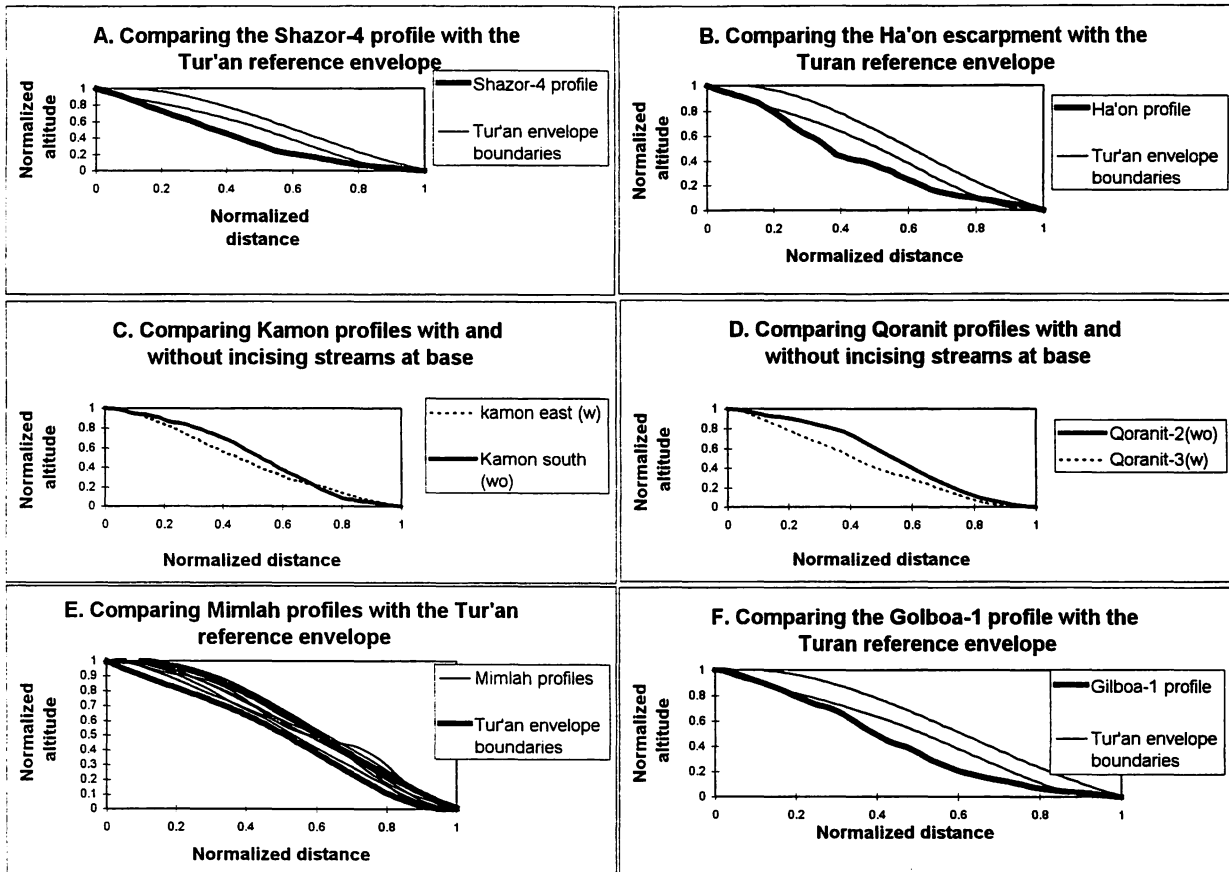 A. Comparing the Shazor-4 profile with the
Tur'an reference envelope
Normalized
altitude
1
0.8
0.6
0.4
0.2
0
0
0.2
0.4
0.6
0.8
1
Normalized
distance
Shazor-4 profile
Tur'an envelope
boundaries
B. Comparing the Ha'on escarpment with the
Turan reference envelope
Normalized
altitude
1
0.8
0.6
0.4
0.2
0
0
0.2
0.4
0.6
0.8
1
Normalized distance
Ha'on profile
Tur'an envelope
boundaries
C. Comparing Kamon profiles with and
without incising streams at base
Normalized
altitude
1
0.8
0.6
0.4
0.2
0
0
0.2
0.4
0.6
0.8
1
Normalized distance
kamon east (w)
Kamon south
(wo)
D. Comparing Qoranit profiles with and
without incising streams at base
Normalized
altitude
1
0.8
0.6
0.4
0.2
0
0
0.2
0.4
0.6
0.8
1
Normalized distance
Qoranit-2(wo)
Qoranit-3(w)
E. Comparing Mimlah profiles with the Tur'an
reference envelope
Normalized
altitude
1
0.9
0.8
0.7
0.6
0.5
0.4
0.3
0.2
0.1
0
0
0.2
0.4
0.6
0.8
1
Normalized distance
Mimlah profiles
Tur'an envelope
boundaries
F. Comparing the Golboa-1 profile with the
Turan reference envelope
Normalized
altitude
1
0.8
0.6
0.4
0.2
0
0
0.2
0.4
0.6
0.8
1
Normalized distance
Gilboa-1 profile
Tur'an envelope
boundaries